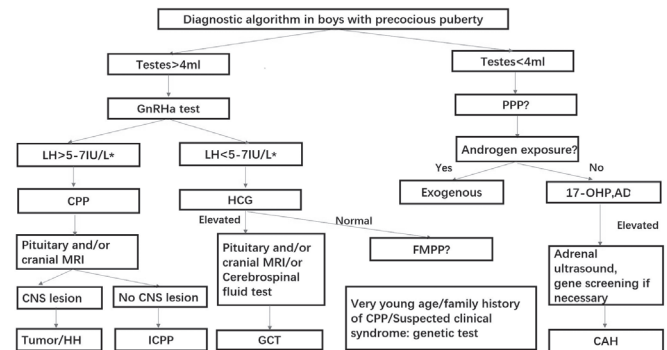 Diagnostic algorithm in boys with precocious puberty
Testes>4ml
Testes<4ml
GnRHa test
PPP?
LH>5-7IU/L*
LH<5-7IU/L*
Androgen exposure?
Yes
No
CPP
HCG
Exogenous
17-OHP,AD
Elevated
Normal
Elevated
Pituitary and/or
cranial MRI
Pituitary and/or
cranial MRI/or
Cerebrospinal
fluid test
FMPP?
Adrenal
ultrasound,
gene screening if
necessary
CNS lesion
No CNS lesion
Very young age/family history
of CPP/Suspected clinical
syndrome: genetic test
Tumor/HH
ICPP
GCT
CAH